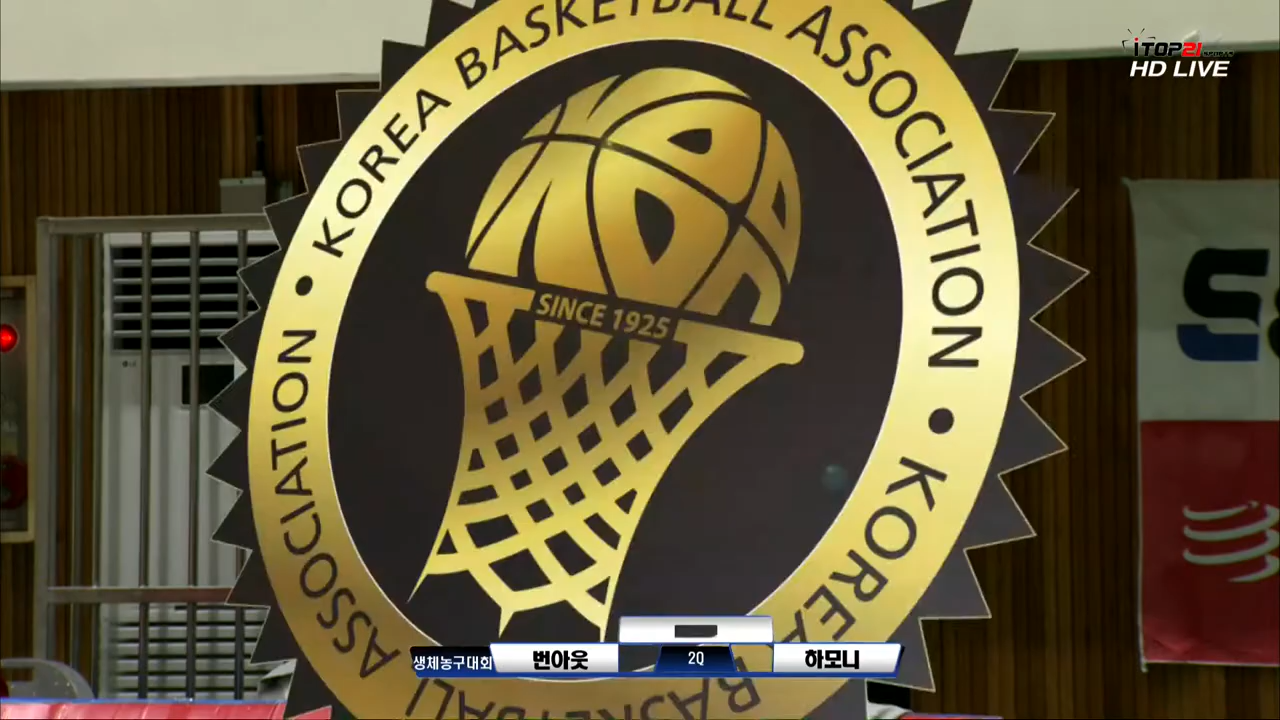 iTOP21
HD LIVE
KOREA BASKETBALL ASSOCIATION • KOREA BASKETBALL ASSOCIATION •
SINCE 1925
생체농구대회 번아웃 2Q 하모니